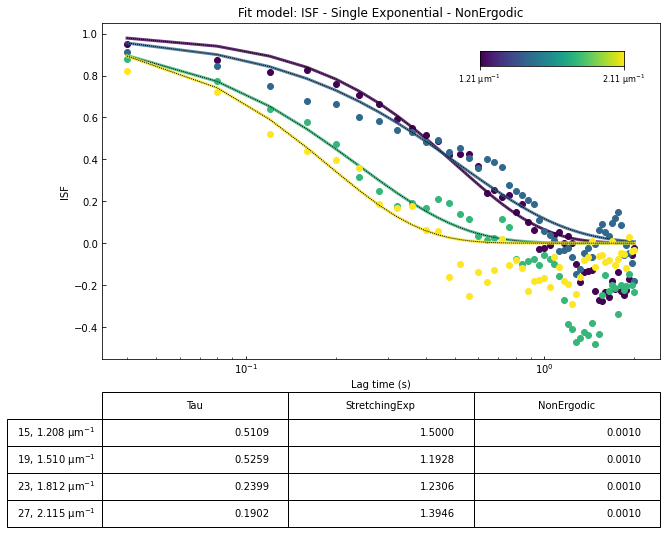 Fit model: ISF - Single Exponential - NonErgodic
1.0
0.8
0.6
0.4
0.2
0.0
−0.2
−0.4
ISF
1.21 μm⁻¹ 2.11 μm⁻¹
10⁻¹ 10⁰
Lag time (s)
Tau StretchingExp NonErgodic
15, 1.208 μm⁻¹ 0.5109 1.5000 0.0010
19, 1.510 μm⁻¹ 0.5259 1.1928 0.0010
23, 1.812 μm⁻¹ 0.2399 1.2306 0.0010
27, 2.115 μm⁻¹ 0.1902 1.3946 0.0010